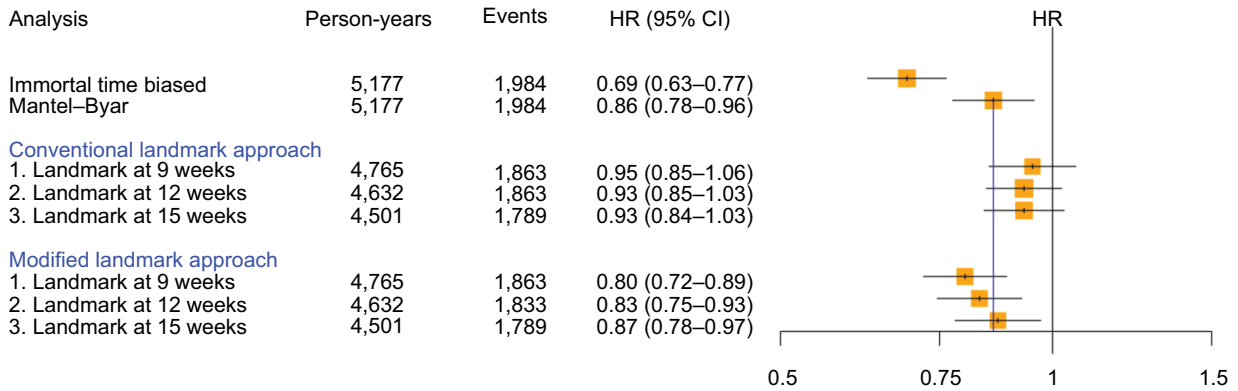 Analysis Person-years Events HR (95% CI) HR
Immortal time biased 5,177 1,984 0.69 (0.63–0.77)
Mantel–Byar 5,177 1,984 0.86 (0.78–0.96)
Conventional landmark approach
1. Landmark at 9 weeks 4,765 1,863 0.95 (0.85–1.06)
2. Landmark at 12 weeks 4,632 1,863 0.93 (0.85–1.03)
3. Landmark at 15 weeks 4,501 1,789 0.93 (0.84–1.03)
Modified landmark approach
1. Landmark at 9 weeks 4,765 1,863 0.80 (0.72–0.89)
2. Landmark at 12 weeks 4,632 1,833 0.83 (0.75–0.93)
3. Landmark at 15 weeks 4,501 1,789 0.87 (0.78–0.97)
0.5 0.75 1 1.5